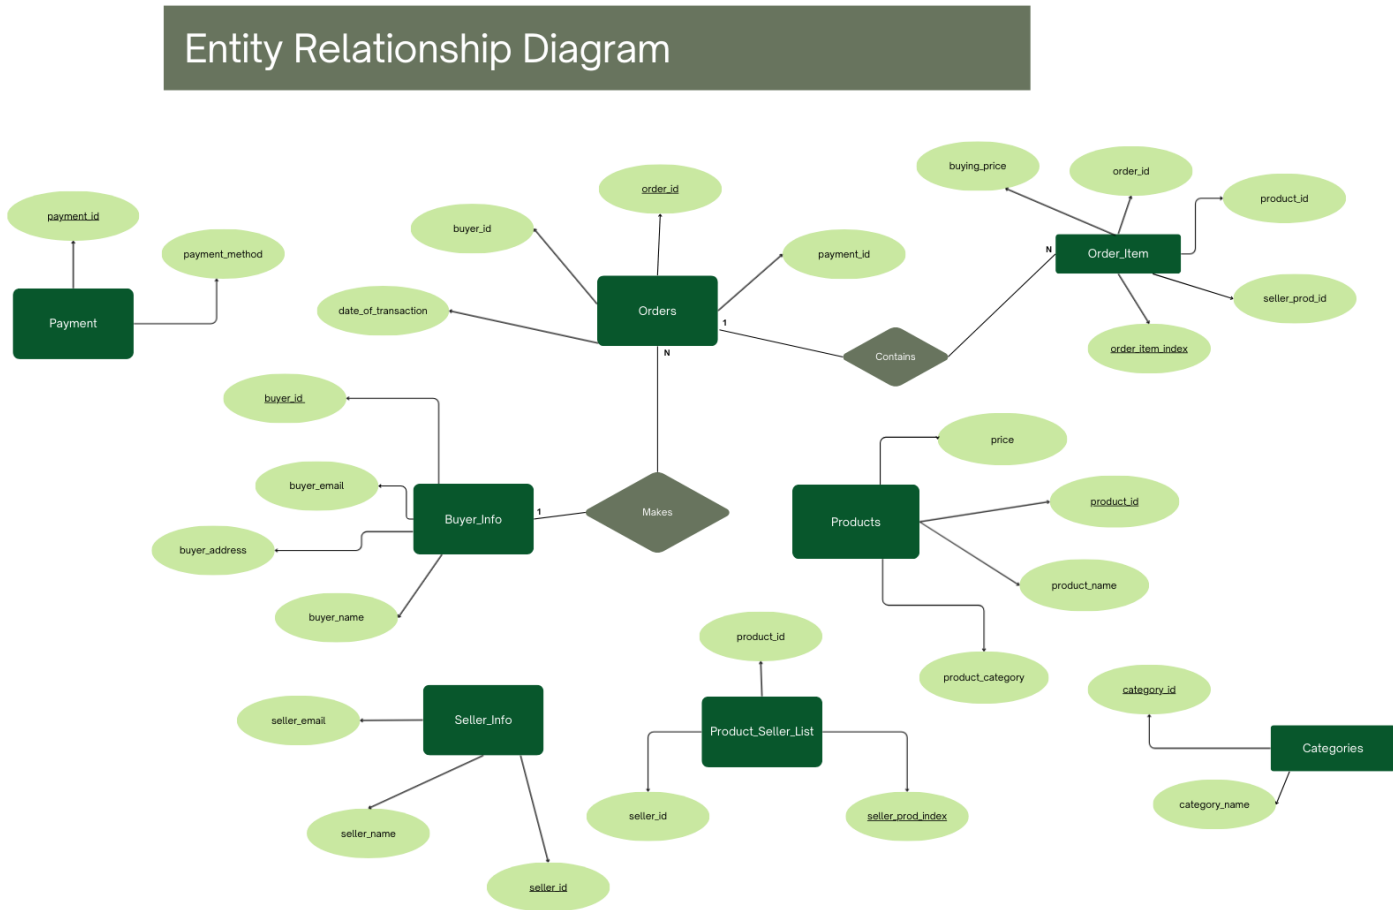 Entity Relationship Diagram
buying_price
order_id
product_id
order_id
payment_id
buyer_id
payment_method
payment_id
N
Order_Item
seller_prod_id
date_of_transaction
Orders
Payment
1
N
order_item_index
Contains
buyer_id
price
buyer_email
product_id
Buyer_Info
1
Makes
Products
buyer_address
product_name
buyer_name
product_id
product_category
category_id
seller_email
Seller_Info
Product_Seller_List
Categories
category_name
seller_id
seller_prod_index
seller_name
seller_id